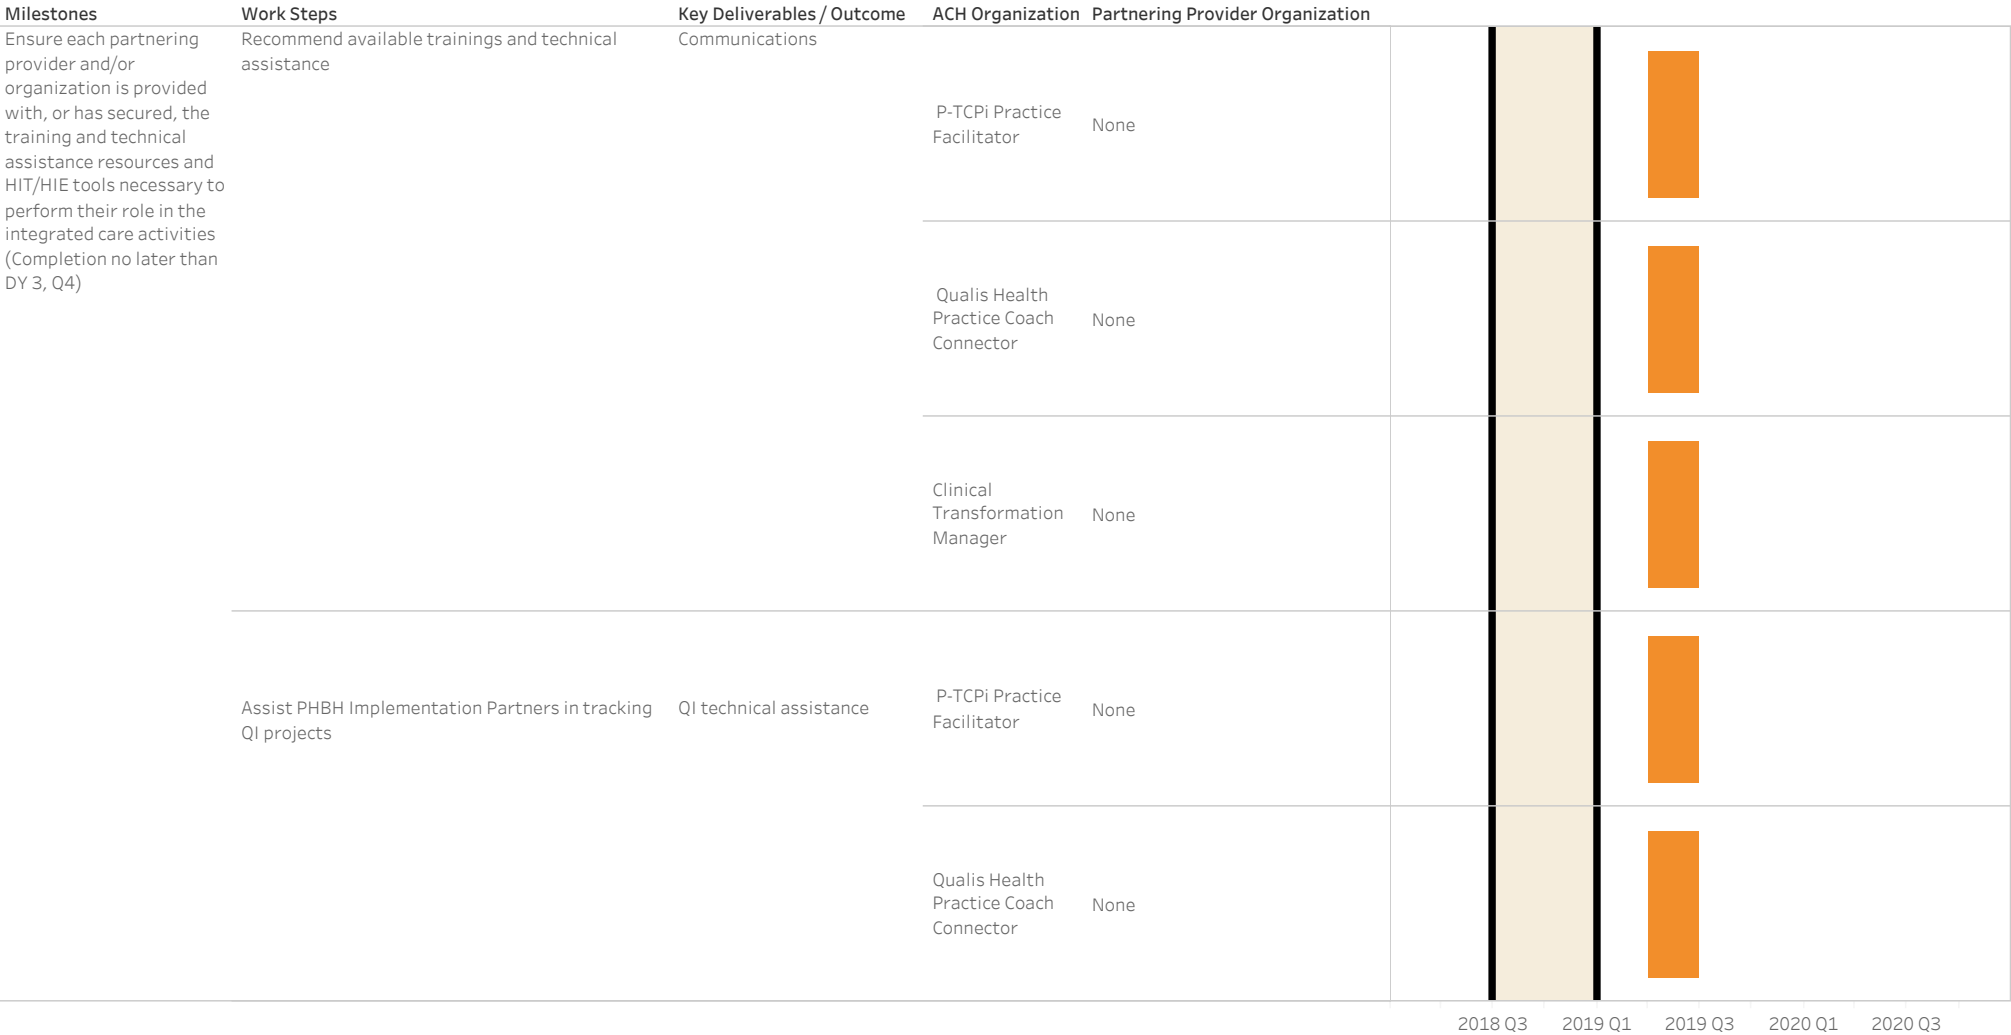 Milestones
Work Steps
Key Deliverables / Outcome
ACH Organization
Partnering Provider Organization
Ensure each partnering
provider and/or
organization is provided
with, or has secured, the
training and technical
assistance resources and
HIT/HIE tools necessary to
perform their role in the
integrated care activities
(Completion no later than
DY 3, Q4)
Recommend available trainings and technical
assistance
Communications
P-TCPi Practice
Facilitator
None
Qualis Health
Practice Coach
Connector
None
Clinical
Transformation
Manager
None
Assist PHBH Implementation Partners in tracking
QI projects
QI technical assistance
P-TCPi Practice
Facilitator
None
Qualis Health
Practice Coach
Connector
None
2018 Q3
2019 Q1
2019 Q3
2020 Q1
2020 Q3